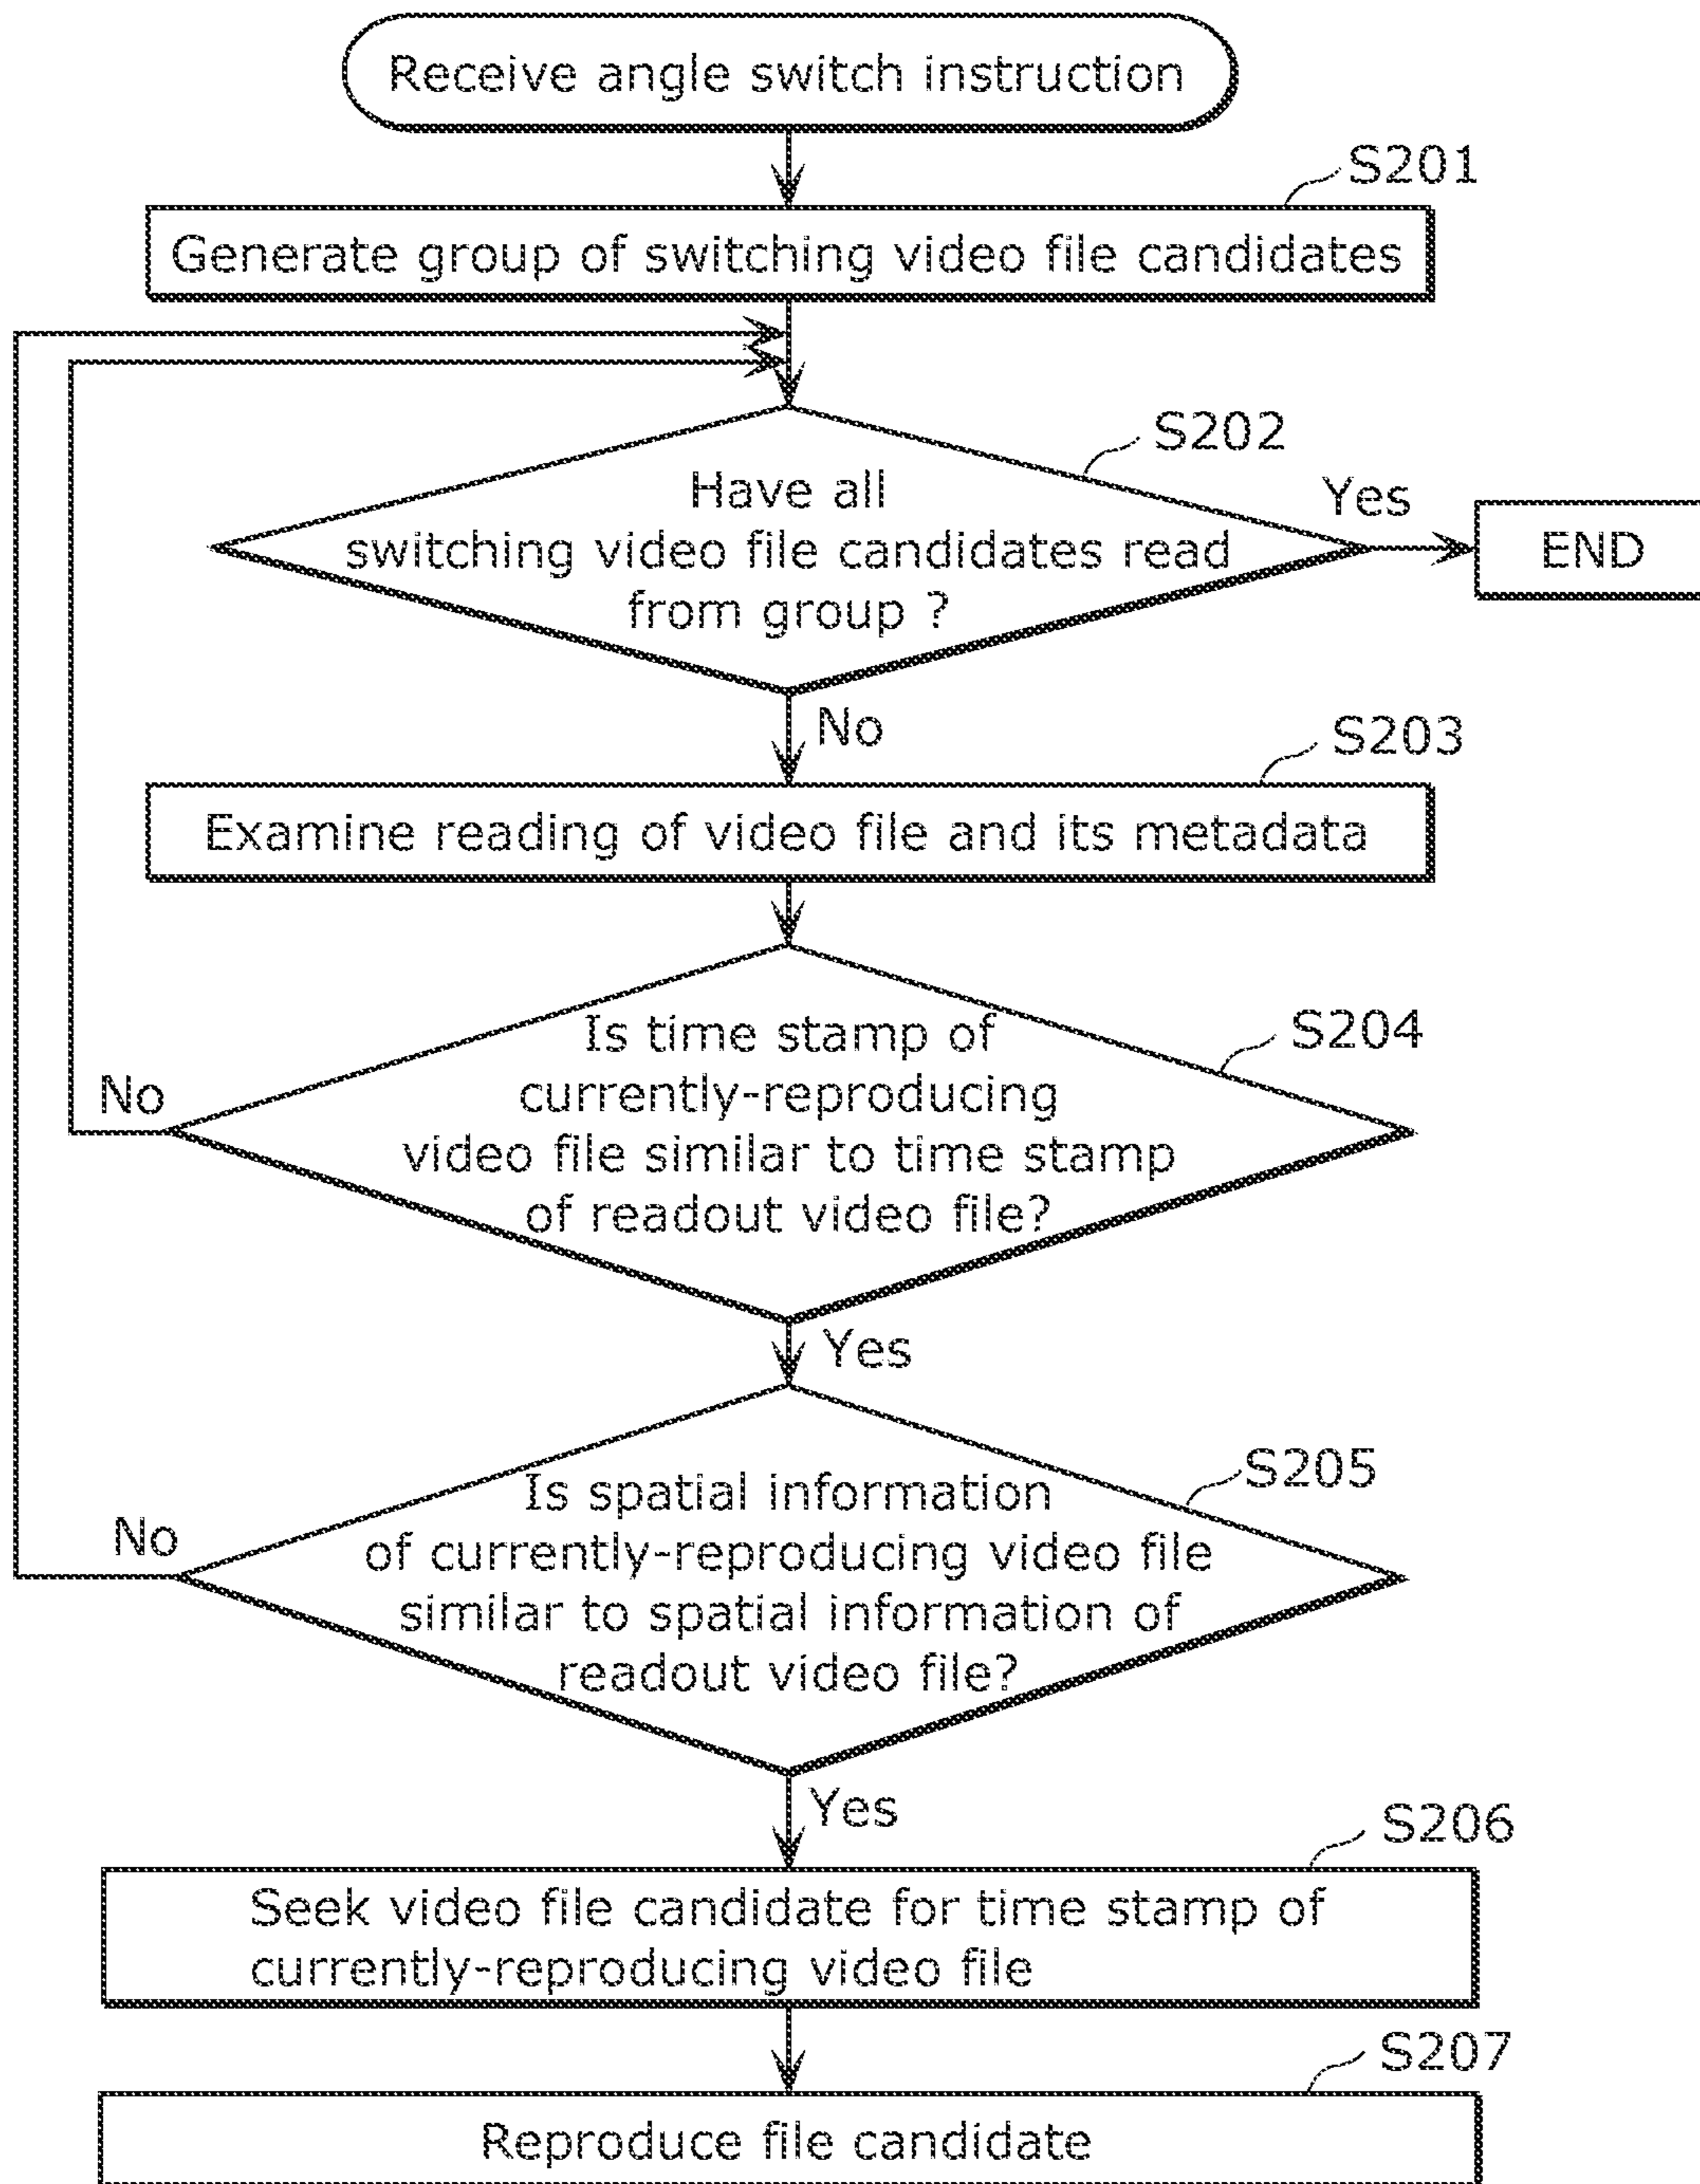 Receive angle switch instruction
S201
Generate group of switching video file candidates
S202
Have all
switching video file candidates read
from group ?
Yes
END
No
S203
Examine reading of video file and its metadata
S204
Is time stamp of
currently-reproducing
video file similar to time stamp
of readout video file?
No
Yes
S205
Is spatial information
of currently-reproducing video file
similar to spatial information of
readout video file?
No
Yes
S206
Seek video file candidate for time stamp of
currently-reproducing video file
S207
Reproduce file candidate